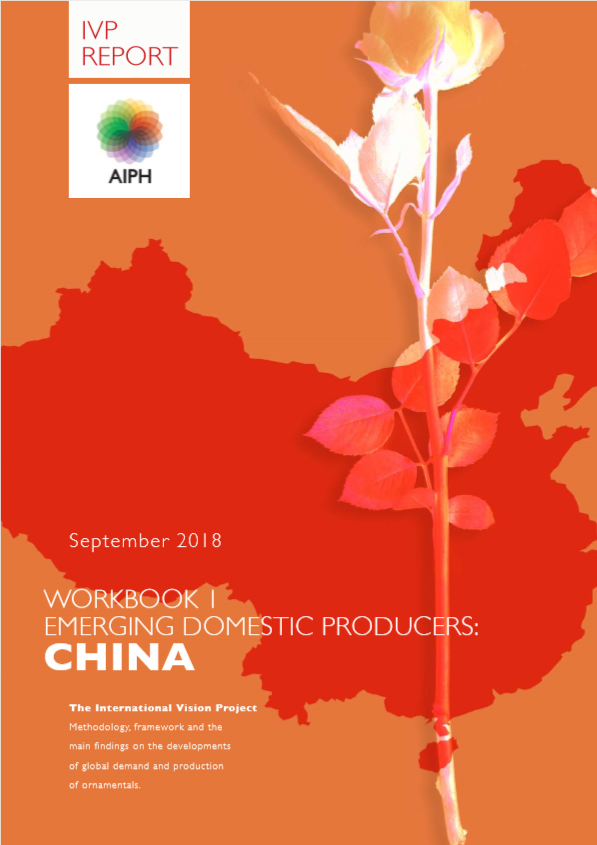 IVP
REPORT
AIPH
September 2018
WORKBOOK 1
EMERGING DOMESTIC PRODUCERS:
CHINA
The International Vision Project
Methodology, framework and the
main findings on the developments
of global demand and production
of ornamentals.